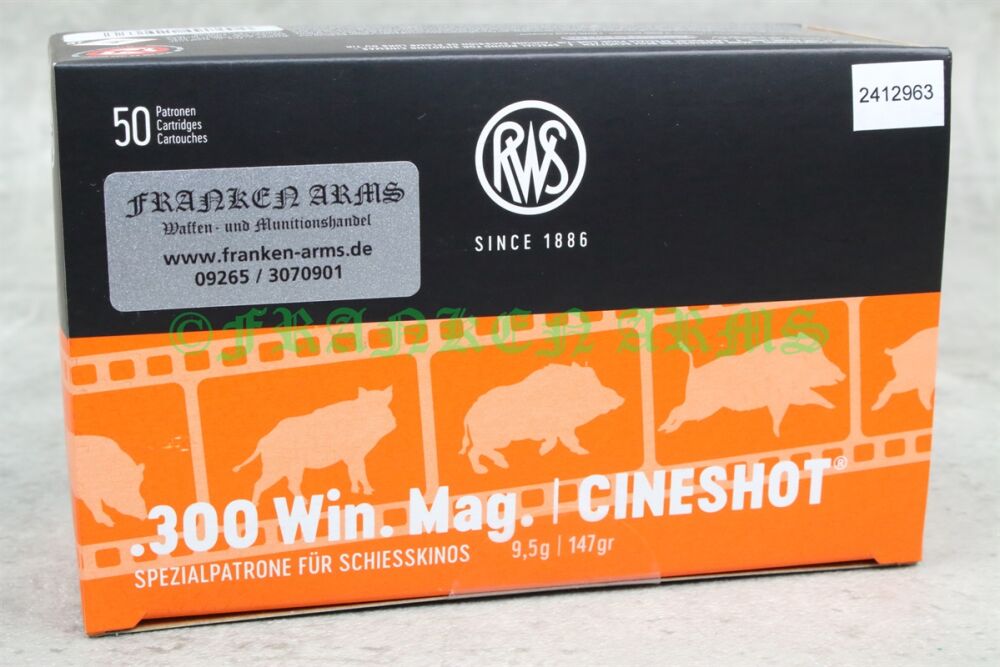 50 Patronen
Cartridges
Cartouches
2412963
RWS
SINCE 1886
FRANKEN ARMS
Waffen- und Munitionshandel
www.franken-arms.de
09265 / 3070901
©FRANKEN ARMS
.300 Win. Mag. | CINESHOT®
SPEZIALPATRONE FÜR SCHIESSKINOS 9,5g | 147gr